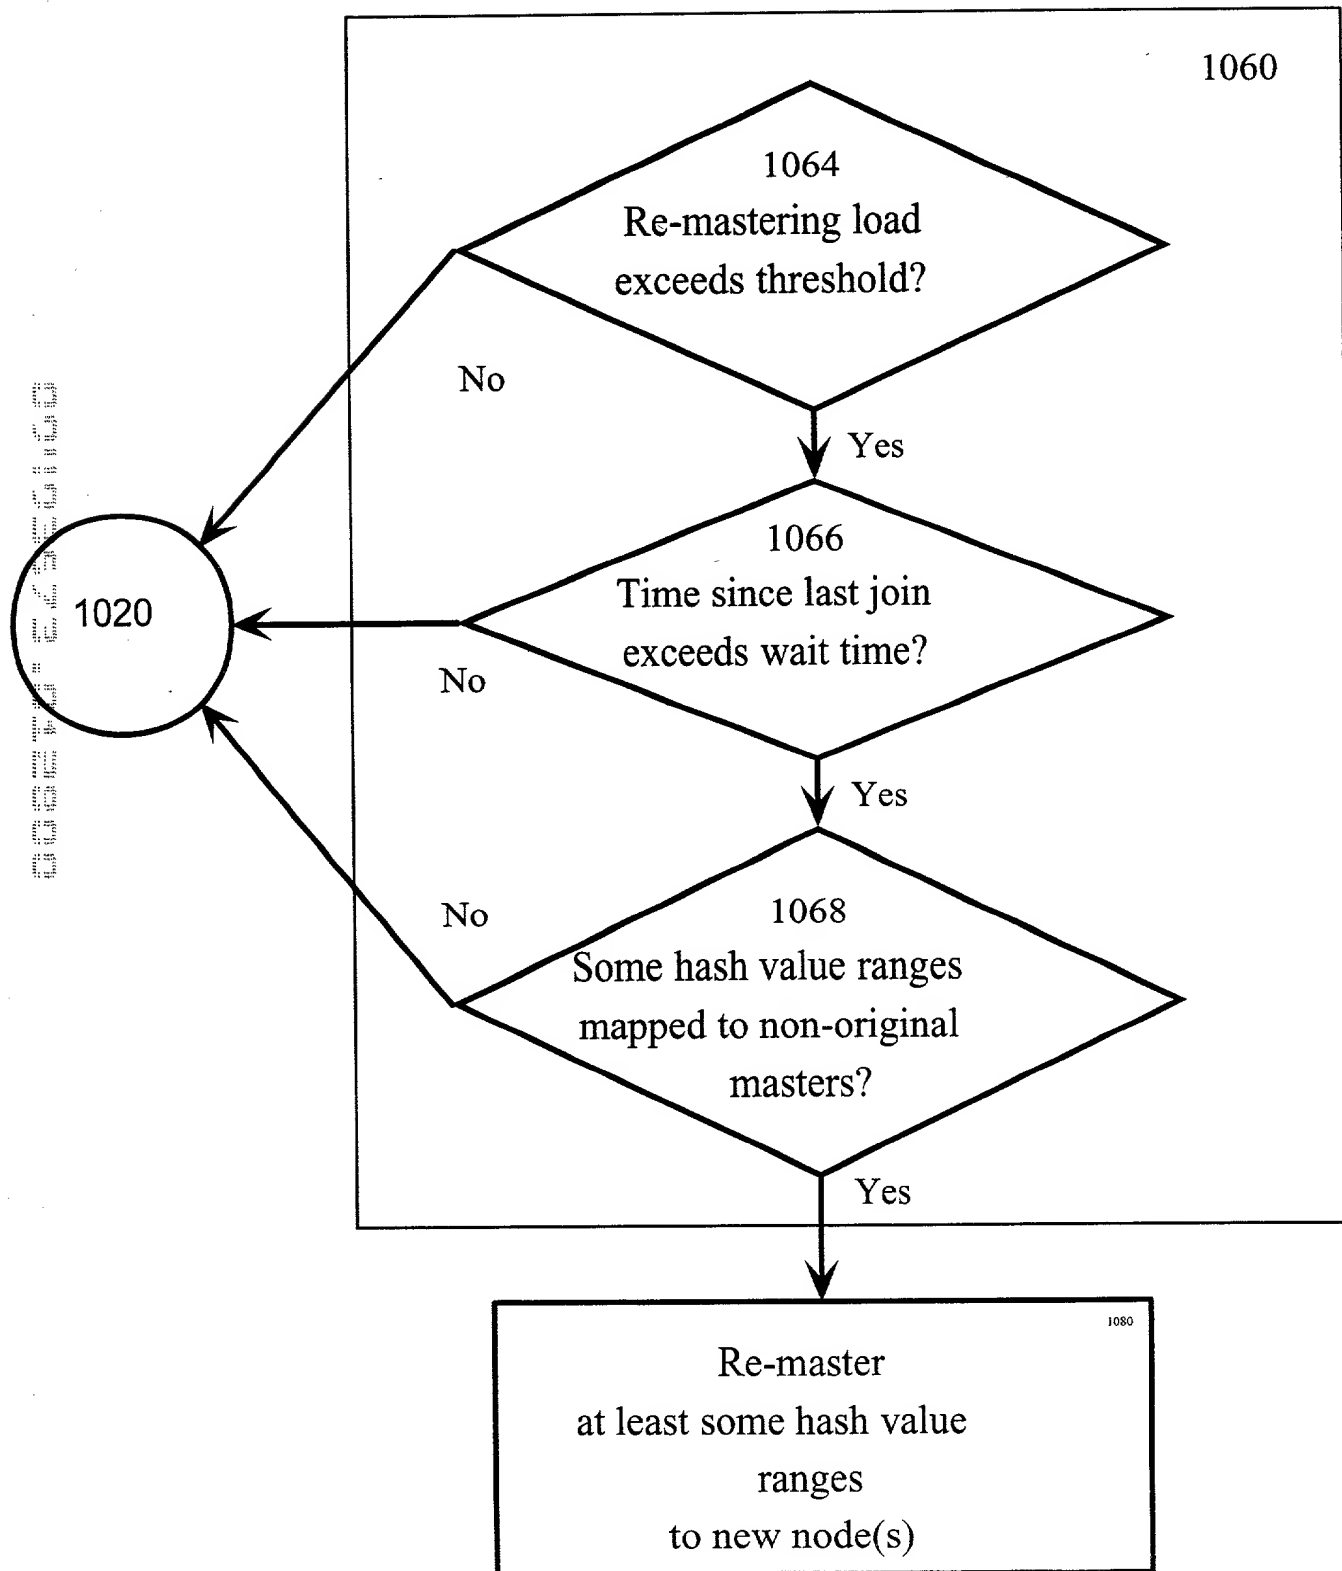 1060
1064
Re-mastering load
exceeds threshold?
No
Yes
1066
Time since last join
exceeds wait time?
1020
No
Yes
No
1068
Some hash value ranges
mapped to non-original
masters?
Yes
1080
Re-master
at least some hash value
ranges
to new node(s)